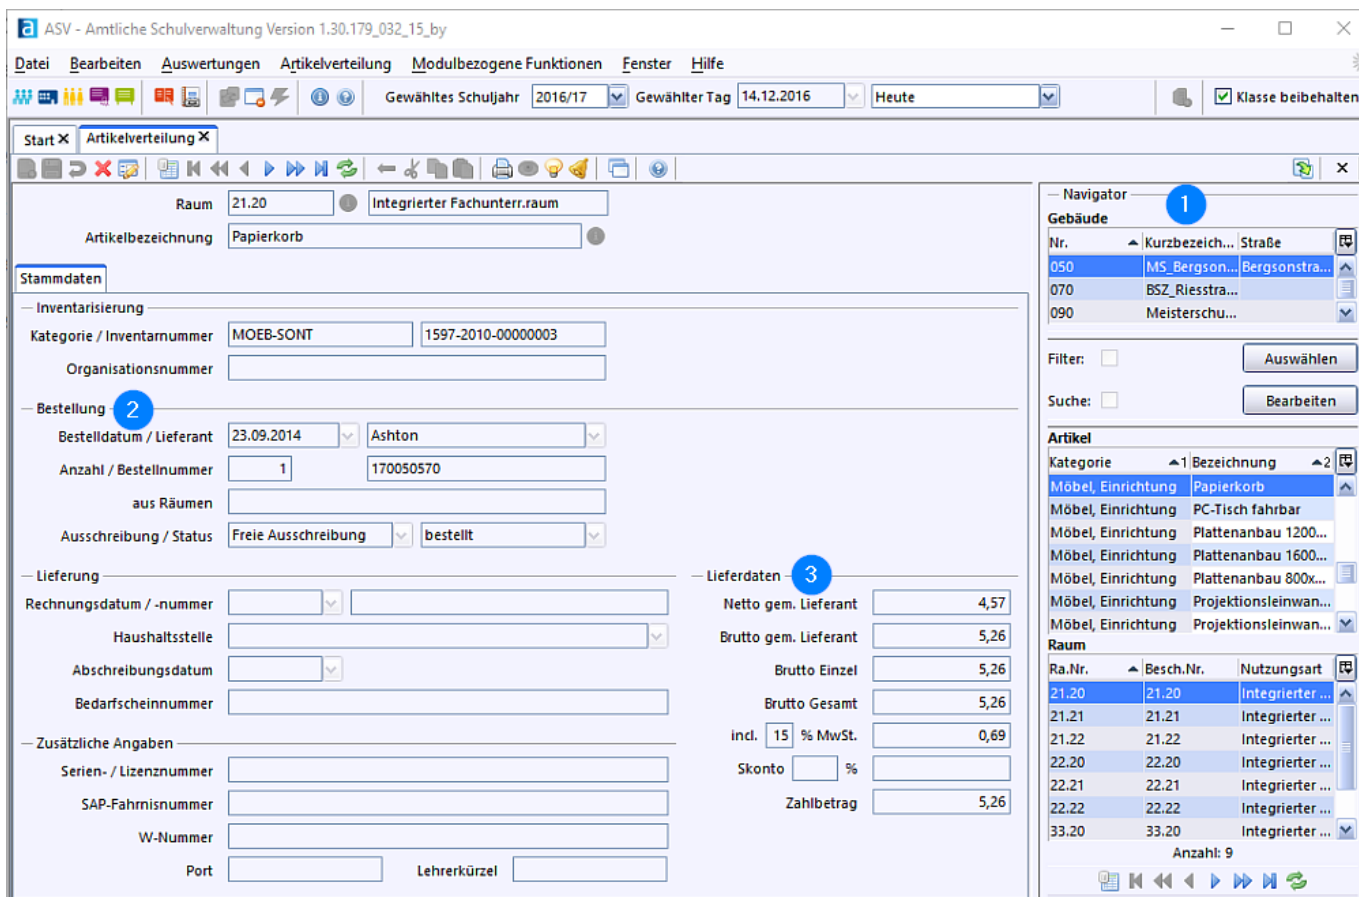 ASV - Amtliche Schulverwaltung Version 1.30.179_032_15_by
Datei Bearbeiten Auswertungen Artikelverteilung Modulbezogene Funktionen Fenster Hilfe
Gewähltes Schuljahr 2016/17 Gewählter Tag 14.12.2016 Heute Klasse beibehalten
Start X Artikelverteilung X
Raum 21.20 Integrierter Fachunterr.raum
Artikelbezeichnung Papierkorb
Stammdaten
Inventarisierung
Kategorie / Inventarnummer MOEB-SONT 1597-2010-00000003
Organisationsnummer
Bestellung 2
Bestelldatum / Lieferant 23.09.2014 Ashton
Anzahl / Bestellnummer 1 170050570
aus Räumen
Ausschreibung / Status Freie Ausschreibung bestellt
Lieferung
Rechnungsdatum / -nummer
Haushaltsstelle
Abschreibungsdatum
Bedarfscheinnummer
Zusätzliche Angaben
Serien- / Lizenznummer
SAP-Fahrnisnummer
W-Nummer
Port Lehrerkürzel
Lieferdaten 3
Netto gem. Lieferant 4,57
Brutto gem. Lieferant 5,26
Brutto Einzel 5,26
Brutto Gesamt 5,26
incl. 15 % MwSt. 0,69
Skonto %
Zahlbetrag 5,26
Navigator 1
Gebäude
Nr. Kurzbezeich... Straße
050 MS_Bergson... Bergsonstra...
070 BSZ_Riesstra...
090 Meisterschu...
Filter: Auswählen
Suche: Bearbeiten
Artikel
Kategorie 1 Bezeichnung 2
Möbel, Einrichtung Papierkorb
Möbel, Einrichtung PC-Tisch fahrbar
Möbel, Einrichtung Plattenanbau 1200...
Möbel, Einrichtung Plattenanbau 1600...
Möbel, Einrichtung Plattenanbau 800x...
Möbel, Einrichtung Projektionsleinwan...
Möbel, Einrichtung Projektionsleinwan...
Raum
Ra.Nr. Besch.Nr. Nutzungsart
21.20 21.20 Integrierter ...
21.21 21.21 Integrierter ...
21.22 21.22 Integrierter ...
22.20 22.20 Integrierter ...
22.21 22.21 Integrierter ...
22.22 22.22 Integrierter ...
33.20 33.20 Integrierter ...
Anzahl: 9